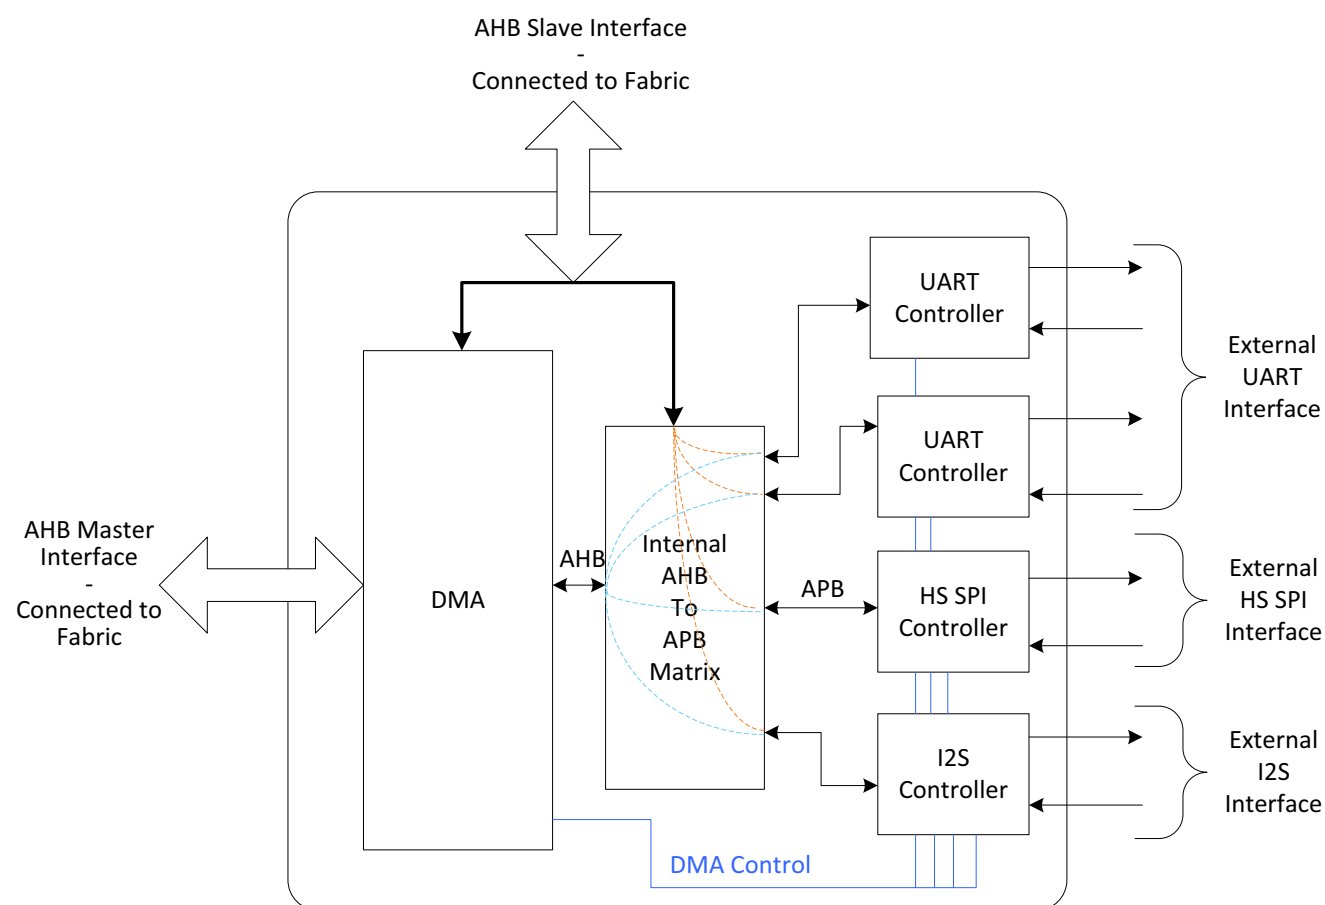 AHB Slave Interface
-
Connected to Fabric
UART
Controller
External
UART
Interface
UART
Controller
AHB Master
Interface
-
Connected to
Fabric
DMA
AHB
Internal
AHB
To
APB
Matrix
APB
HS SPI
Controller
External
HS SPI
Interface
I2S
Controller
External
I2S
Interface
DMA Control